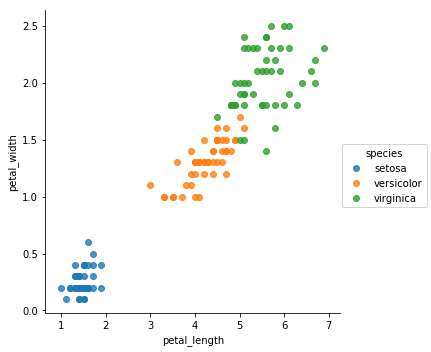 2.5
2.0
1.5
1.0
0.5
0.0
petal_width
1
2
3
4
5
6
7
petal_length
species
setosa
versicolor
virginica